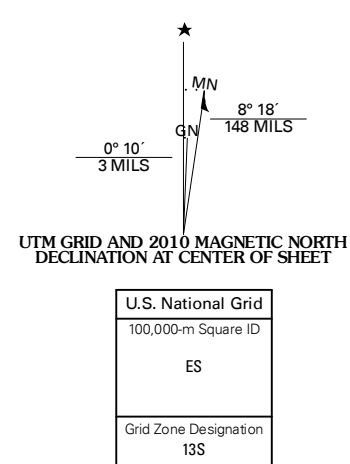 MN
8° 18´
148 MILS
GN
0° 10´
3 MILS
UTM GRID AND 2010 MAGNETIC NORTH
DECLINATION AT CENTER OF SHEET
U.S. National Grid
100,000-m Square ID
ES
Grid Zone Designation
13S